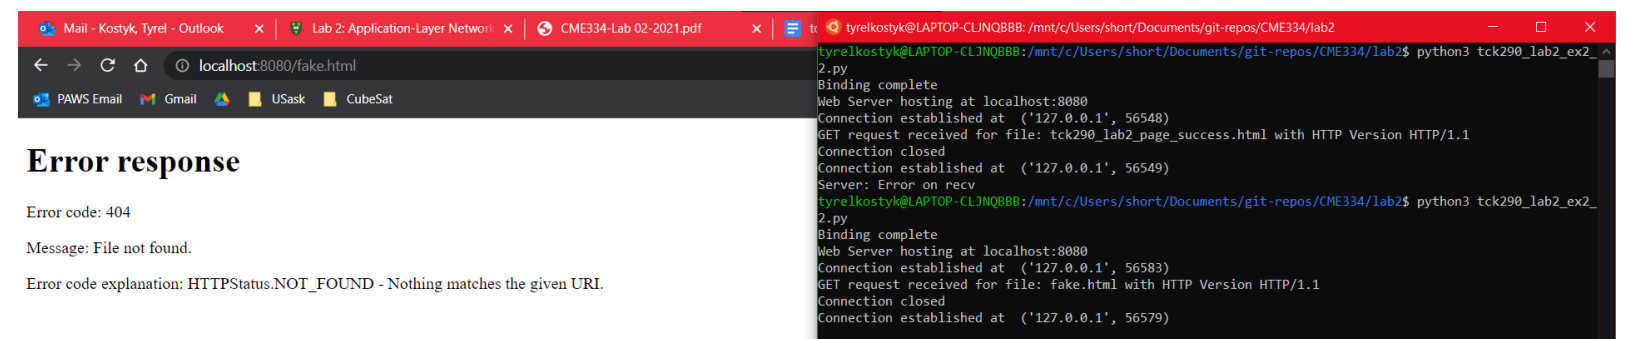 Mail - Kostyk, Tyrel - Outlook
Lab 2: Application-Layer Network
CME334-Lab 02-2021.pdf
localhost:8080/fake.html
PAWS Email
Gmail
USask
CubeSat
Error response
Error code: 404
Message: File not found.
Error code explanation: HTTPStatus.NOT_FOUND - Nothing matches the given URI.
tyrelkostyk@LAPTOP-CLJNQBBB: /mnt/c/Users/short/Documents/git-repos/CME334/lab2
tyrelkostyk@LAPTOP-CLJNQBBB:/mnt/c/Users/short/Documents/git-repos/CME334/lab2$ python3 tck290_lab2_ex2_
2.py
Binding complete
Web Server hosting at localhost:8080
Connection established at  ('127.0.0.1', 56548)
GET request received for file: tck290_lab2_page_success.html with HTTP Version HTTP/1.1
Connection closed
Connection established at  ('127.0.0.1', 56549)
Server: Error on recv
tyrelkostyk@LAPTOP-CLJNQBBB:/mnt/c/Users/short/Documents/git-repos/CME334/lab2$ python3 tck290_lab2_ex2_
2.py
Binding complete
Web Server hosting at localhost:8080
Connection established at  ('127.0.0.1', 56583)
GET request received for file: fake.html with HTTP Version HTTP/1.1
Connection closed
Connection established at  ('127.0.0.1', 56579)